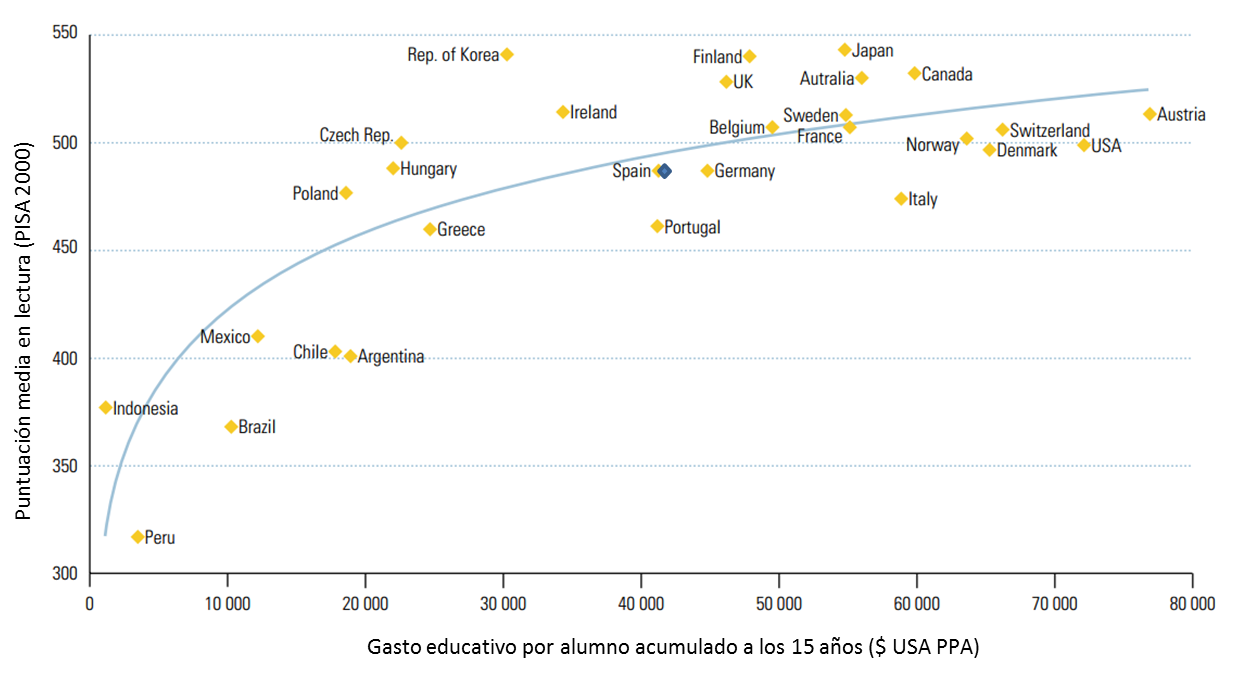 Puntuación media en lectura (PISA 2000)
550
500
450
400
350
300
Rep. of Korea
Finland
Japan
UK
Autralia
Canada
Ireland
Sweden
Austria
Belgium
France
Czech Rep.
Norway
Switzerland
Denmark
USA
Hungary
Spain
Germany
Poland
Italy
Greece
Portugal
Mexico
Chile
Argentina
Indonesia
Brazil
Peru
0
10 000
20 000
30 000
40 000
50 000
60 000
70 000
80 000
Gasto educativo por alumno acumulado a los 15 años ($ USA PPA)